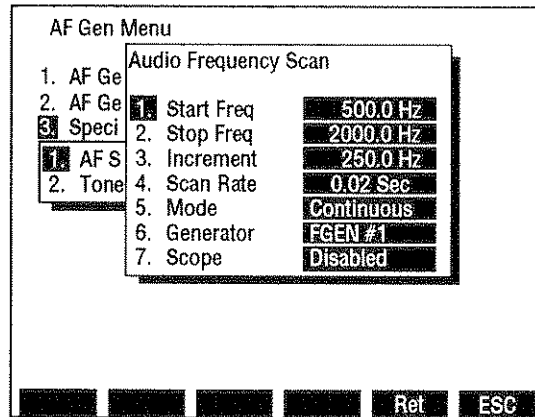 AF Gen Menu
1. AF Ge
2. AF Ge
3. Speci
1. AF S
2. Tone
Audio Frequency Scan
1. Start Freq 500.0 Hz
2. Stop Freq 2000.0 Hz
3. Increment 250.0 Hz
4. Scan Rate 0.02 Sec
5. Mode Continuous
6. Generator FGEN #1
7. Scope Disabled
Ret ESC